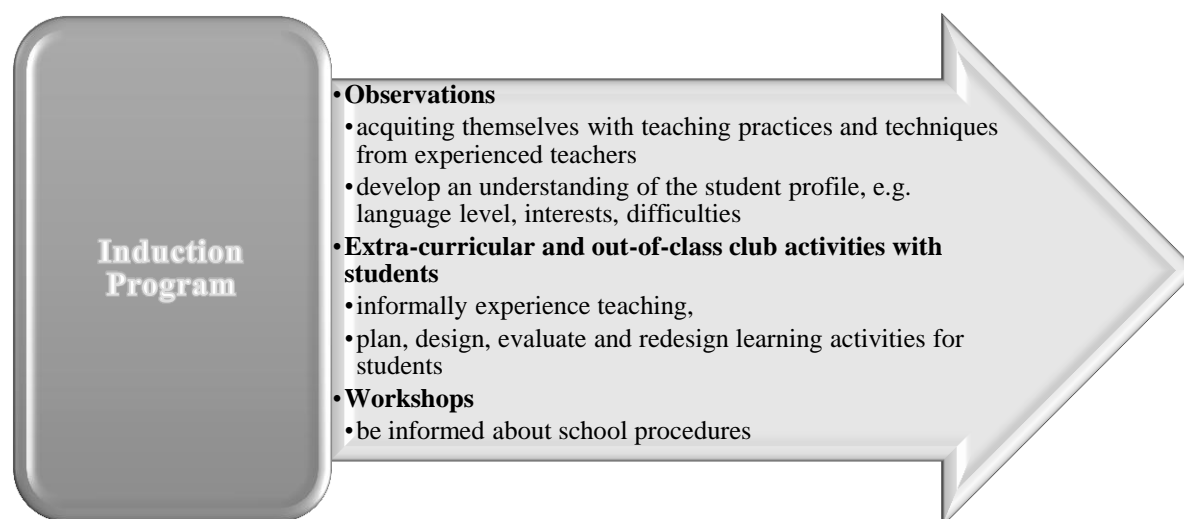 Induction
Program
•Observations
•acquiting themselves with teaching practices and techniques
from experienced teachers
•develop an understanding of the student profile, e.g.
language level, interests, difficulties
•Extra-curricular and out-of-class club activities with
students
•informally experience teaching,
•plan, design, evaluate and redesign learning activities for
students
•Workshops
•be informed about school procedures